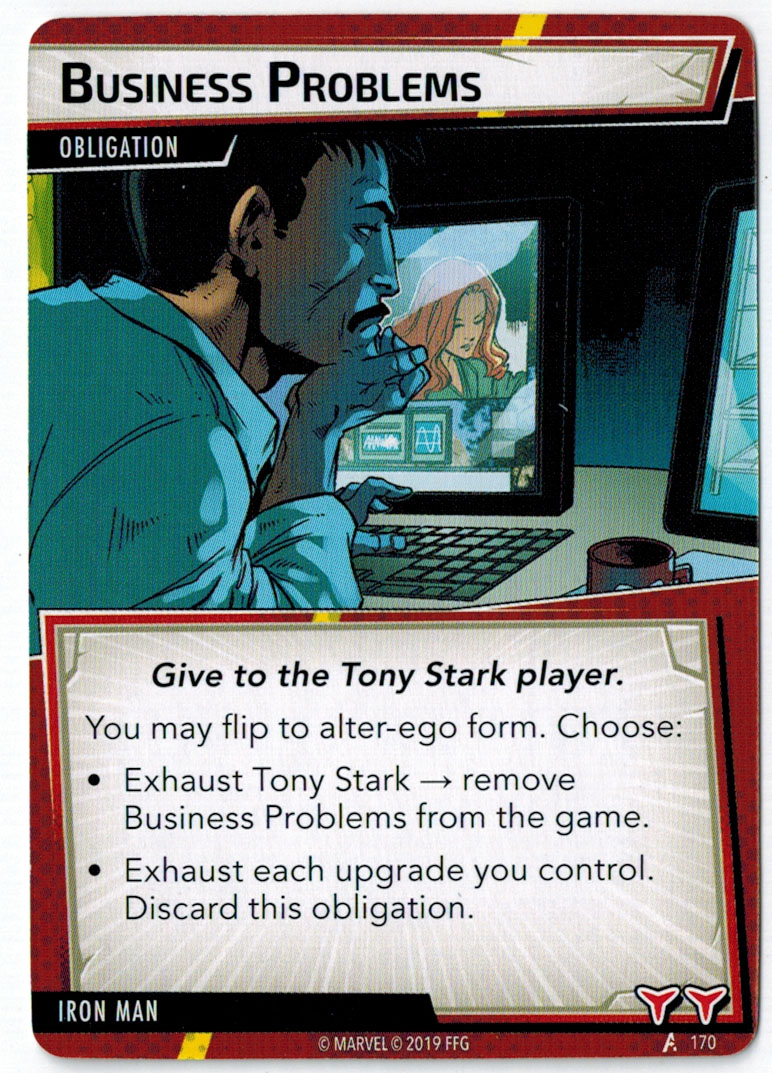 BUSINESS PROBLEMS
OBLIGATION
Give to the Tony Stark player.
You may flip to alter-ego form. Choose:
• Exhaust Tony Stark → remove
Business Problems from the game.
• Exhaust each upgrade you control.
Discard this obligation.
IRON MAN
© MARVEL © 2019 FFG
A 170